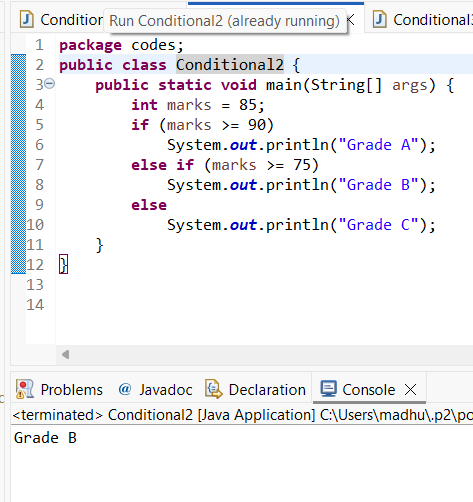 Conditional
Run Conditional2 (already running)
Conditional3
1 package codes;
2 public class Conditional2 {
3 public static void main(String[] args) {
4 int marks = 85;
5 if (marks >= 90)
6 System.out.println("Grade A");
7 else if (marks >= 75)
8 System.out.println("Grade B");
9 else
10 System.out.println("Grade C");
11 }
12 }
13
14
Problems @ Javadoc Declaration Console
<terminated> Conditional2 [Java Application] C:\Users\madhu\.p2\po
Grade B